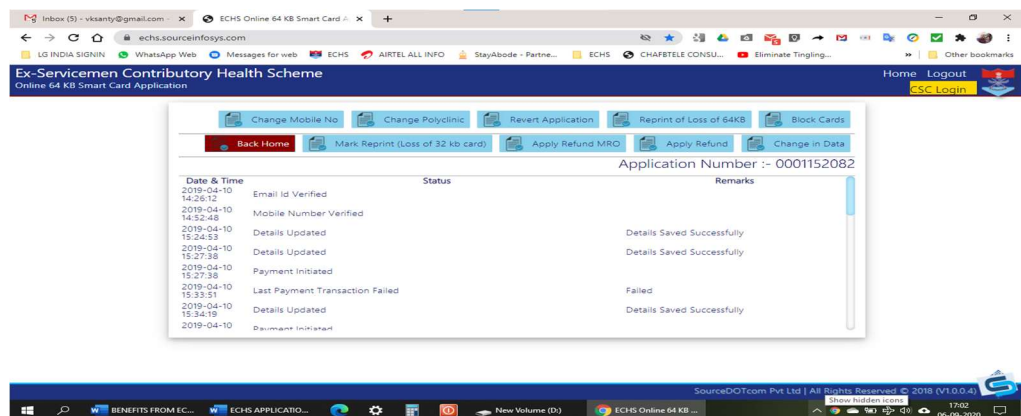 Inbox (5) - vksanty@gmail.com - ECHS Online 64 KB Smart Card A
echs.sourceinfosys.com
LG INDIA SIGNIN WhatsApp Web Messages for web ECHS AIRTEL ALL INFO StayAbode - Partne... ECHS CHAFBTELE CONSU... Eliminate Tingling... » Other bookmarks
Ex-Servicemen Contributory Health Scheme Home Logout
Online 64 KB Smart Card Application CSC Login
Change Mobile No Change Polyclinic Revert Application Reprint of Loss of 64KB Block Cards
Back Home Mark Reprint (Loss of 32 kb card) Apply Refund MRO Apply Refund Change in Data
Application Number :- 0001152082
Date & Time Status Remarks
2019-04-10
14:26:12 Email Id Verified
2019-04-10
14:52:48 Mobile Number Verified
2019-04-10
15:24:53 Details Updated Details Saved Successfully
2019-04-10
15:27:38 Details Updated Details Saved Successfully
2019-04-10
15:27:38 Payment Initiated
2019-04-10
15:33:51 Last Payment Transaction Failed Failed
2019-04-10
15:34:19 Details Updated Details Saved Successfully
2019-04-10
Payment Initiated
SourceDOTcom Pvt Ltd | All Rights Reserved © 2018 (V1.0.0.4)
Show hidden icons
BENEFITS FROM EC... ECHS APPLICATIO... New Volume (D:) ECHS Online 64 KB ... 17:02
06-09-2020